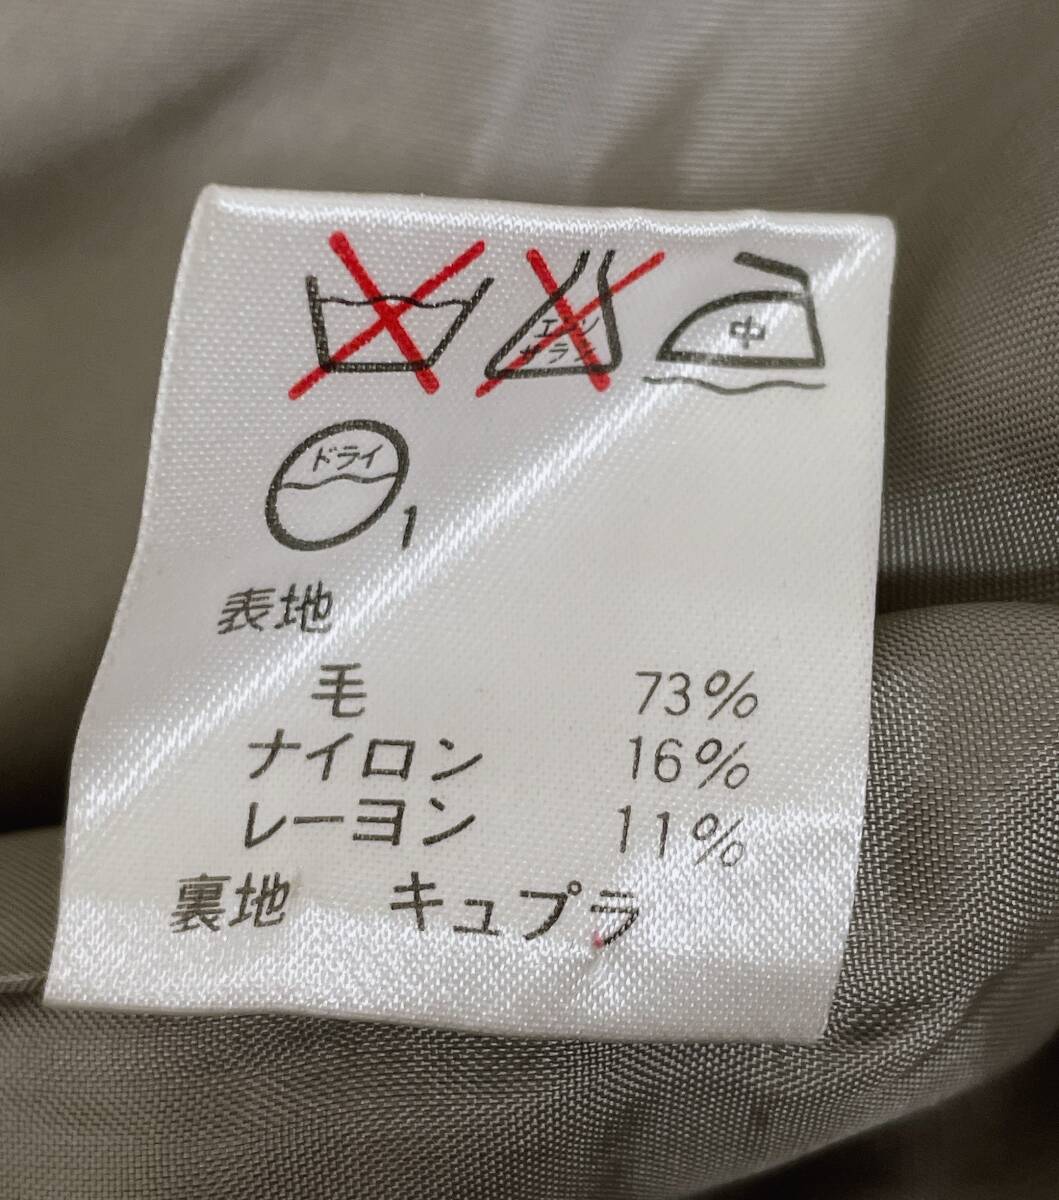 エンソ
サラシ
中
ドライ
1
表地
毛 73%
ナイロン 16%
レーヨン 11%
裏地 キュプラ